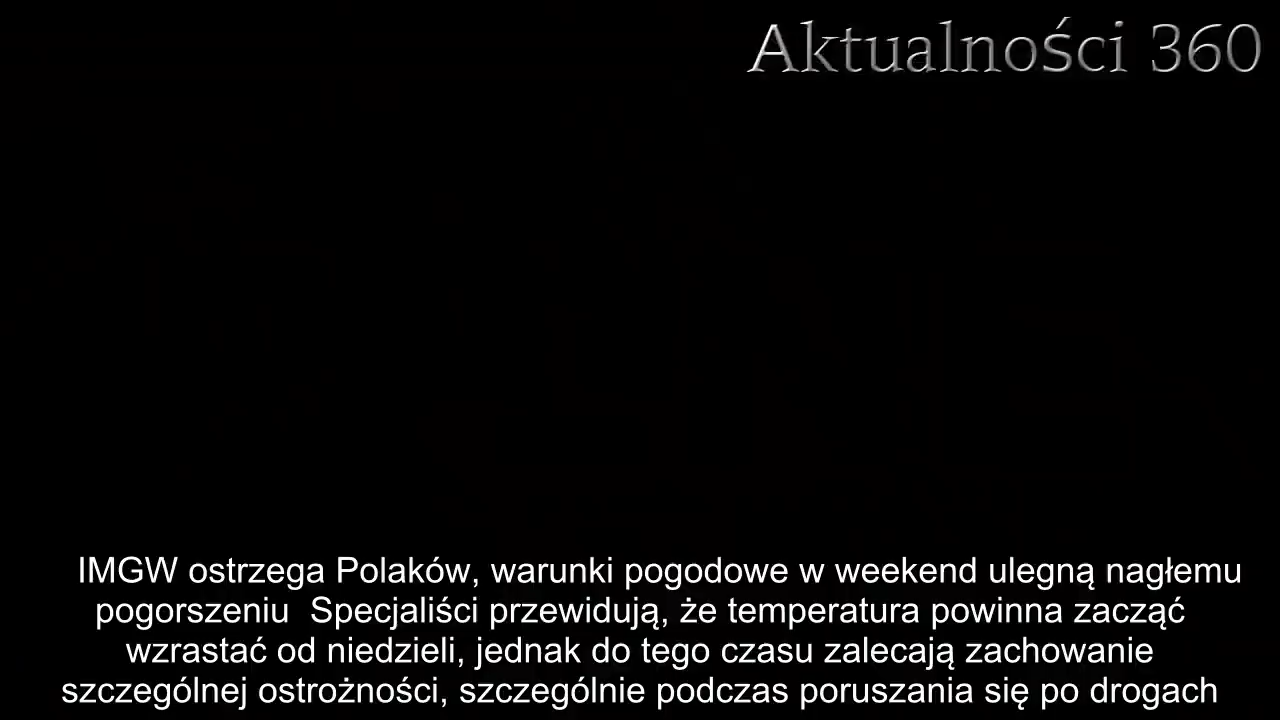 Aktualności 360
IMGW ostrzega Polaków, warunki pogodowe w weekend ulegną nagłemu
pogorszeniu  Specjaliści przewidują, że temperatura powinna zacząć
wzrastać od niedzieli, jednak do tego czasu zalecają zachowanie
szczególnej ostrożności, szczególnie podczas poruszania się po drogach